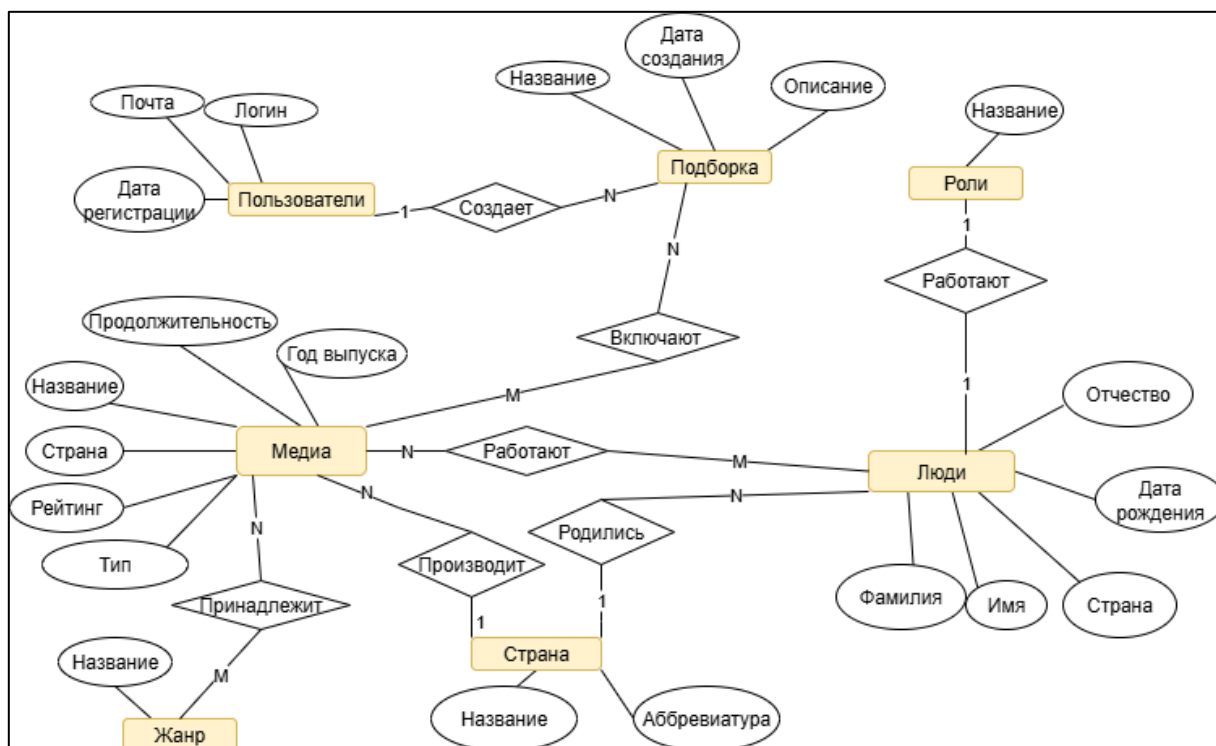 Дата
создания
Название
Описание
Почта
Логин
Название
Подборка
Дата
регистрации
Пользователи
1
Создает
N
Роли
1
N
Работают
Продолжительность
Включают
Год выпуска
Название
M
1
Отчество
Страна
Медиа
N
Работают
M
Люди
Рейтинг
N
N
Дата
рождения
Тип
N
Родились
Производит
Принадлежит
1
Фамилия
Имя
Страна
1
Название
M
Страна
Название
Аббревиатура
Жанр